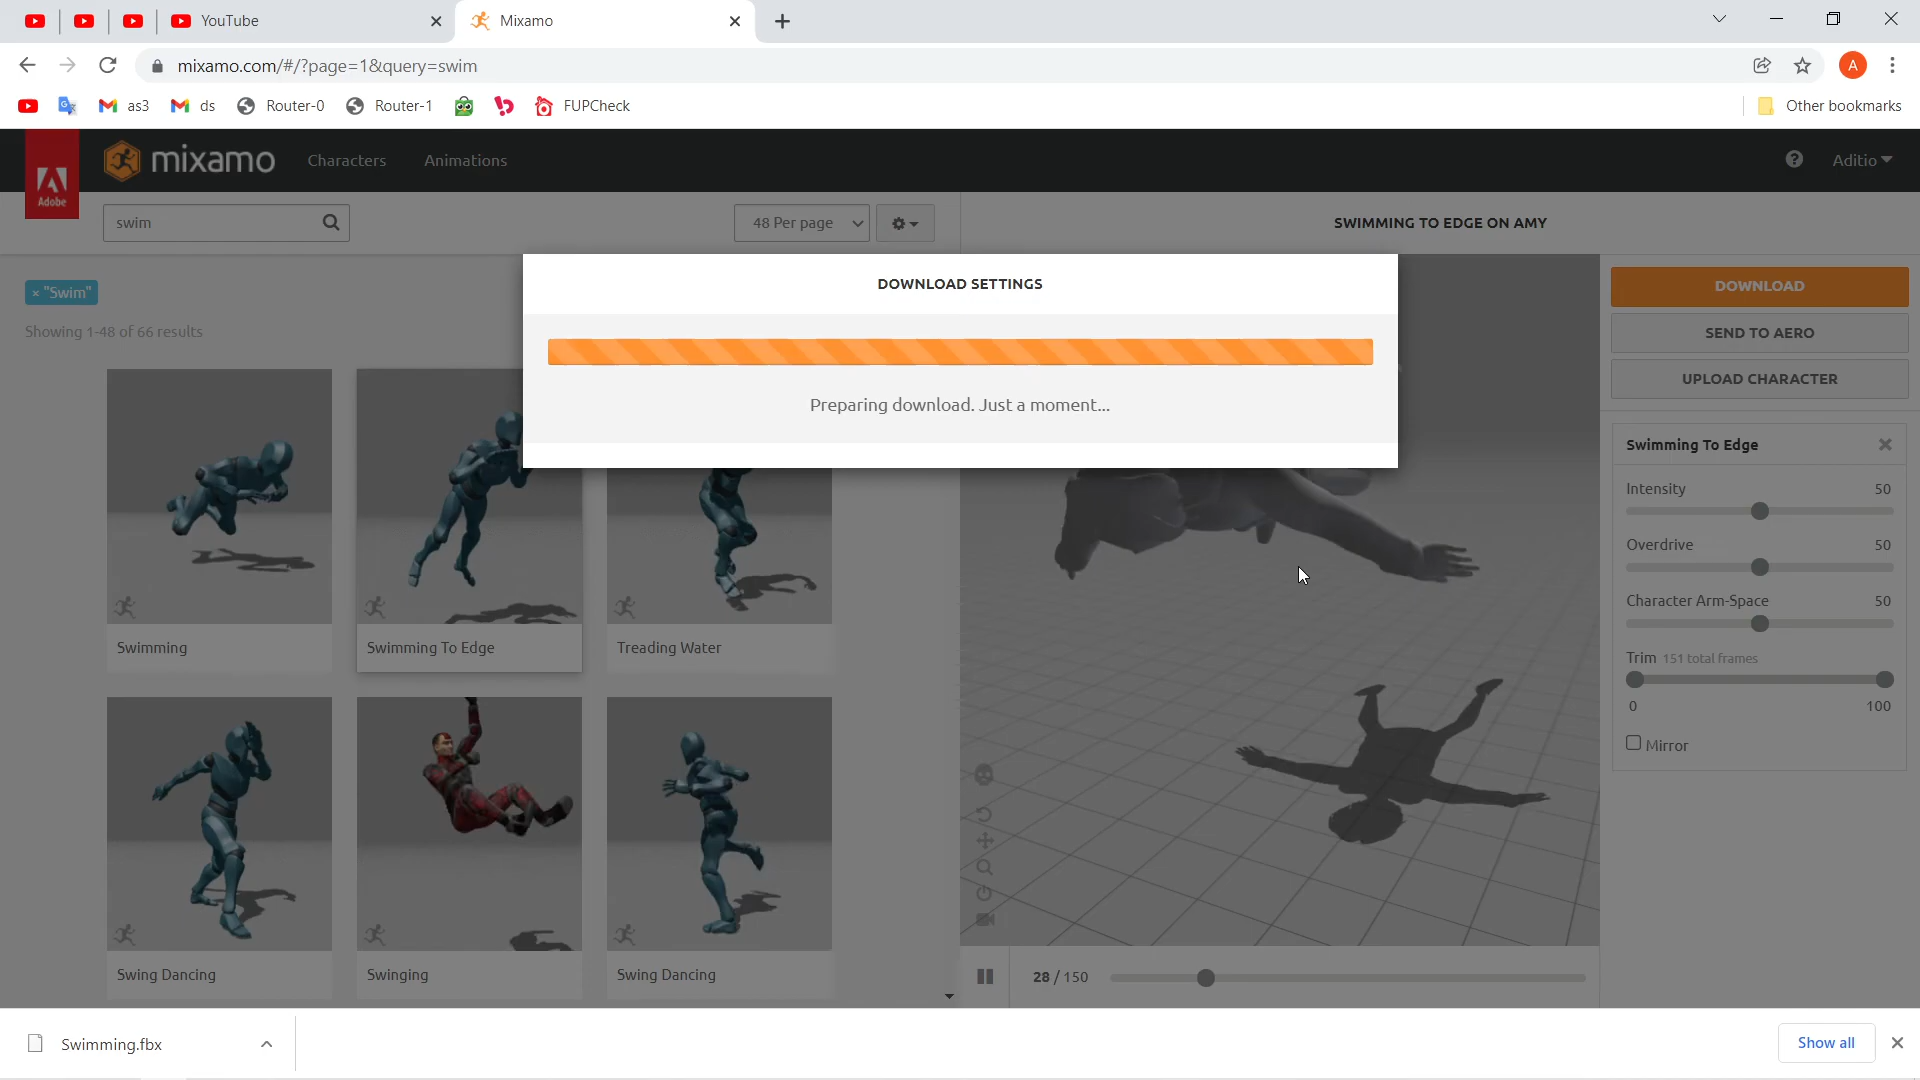 YouTube
Mixamo
mixamo.com/#/?page=1&query=swim
A
as3
ds
Router-0
Router-1
FUPCheck
Other bookmarks
Adobe
mixamo
Characters
Animations
Aditio
swim
48 Per page
SWIMMING TO EDGE ON AMY
× "Swim"
Showing 1-48 of 66 results
DOWNLOAD SETTINGS
Preparing download. Just a moment...
DOWNLOAD
SEND TO AERO
UPLOAD CHARACTER
Swimming To Edge
Intensity 50
Overdrive 50
Character Arm-Space 50
Trim 151 total frames
0 100
Mirror
Swimming
Swimming To Edge
Treading Water
Swing Dancing
Swinging
Swing Dancing
28 / 150
Swimming.fbx
Show all